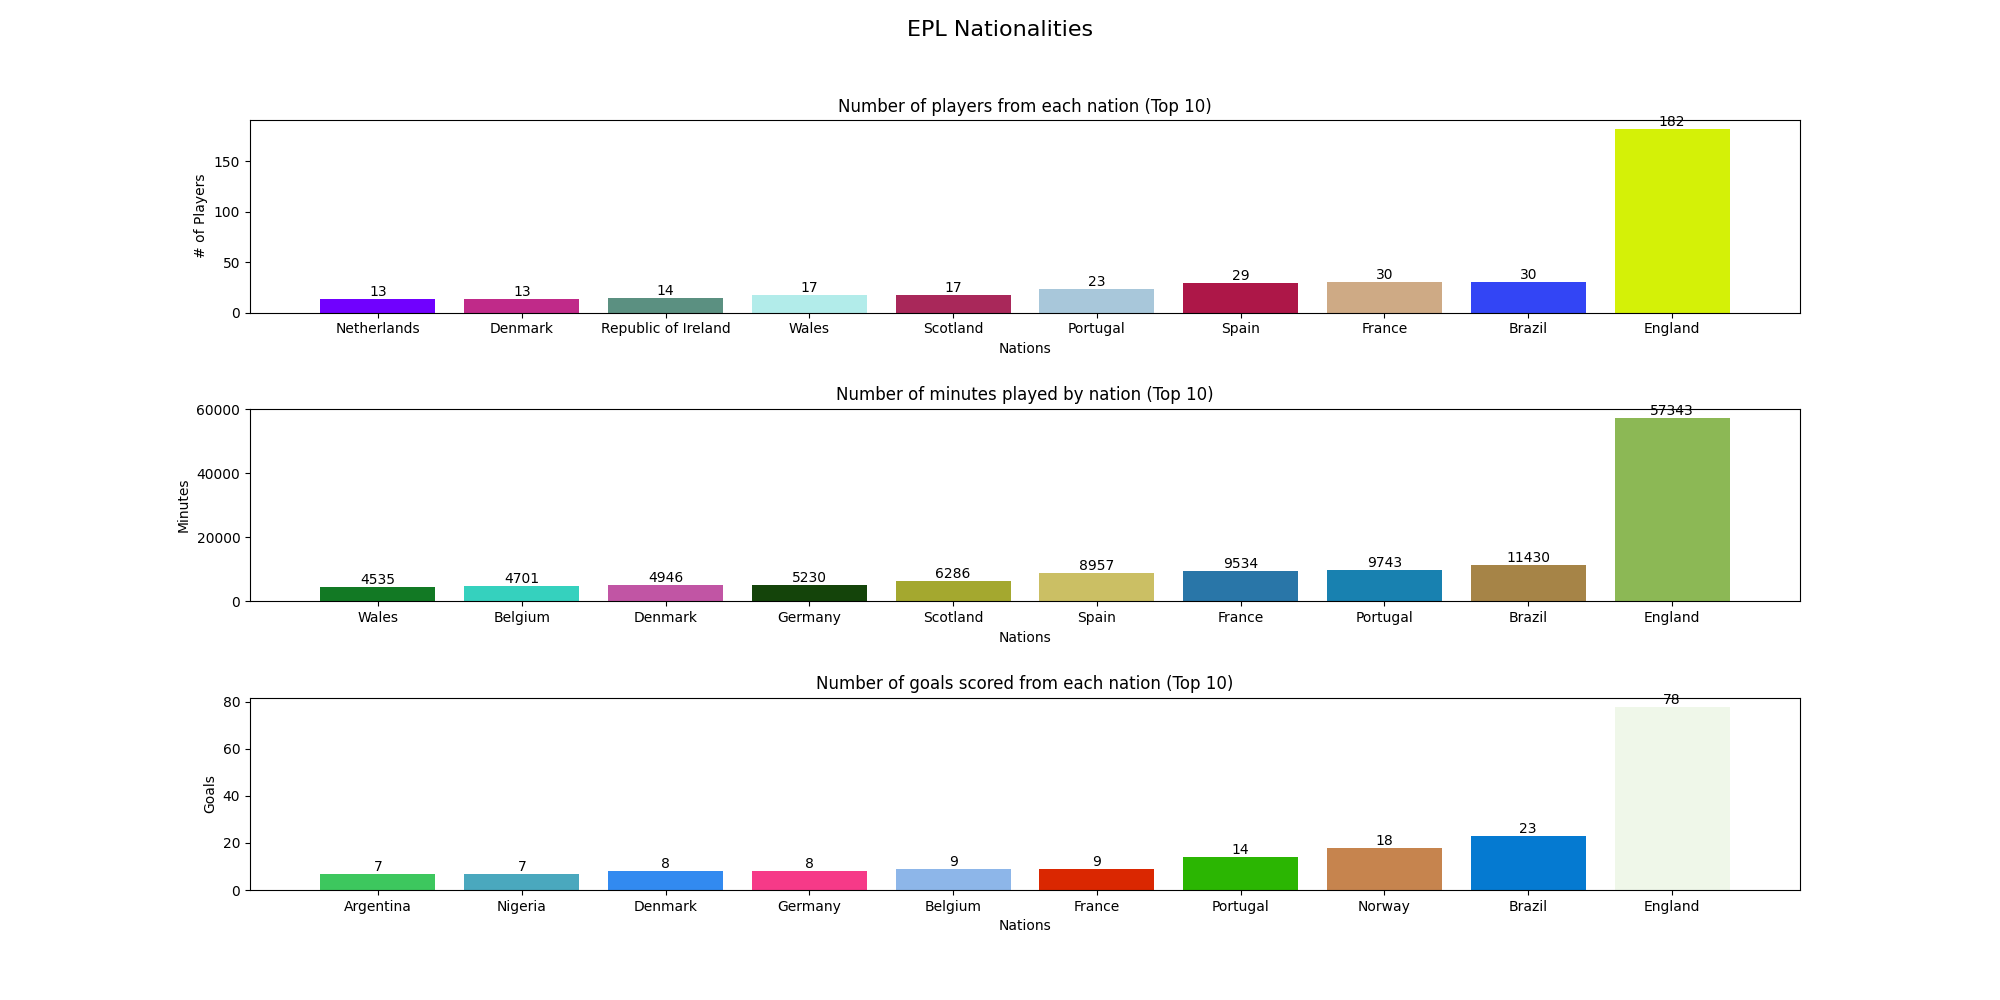 EPL Nationalities
Number of players from each nation (Top 10)
# of Players
150
100
50
0
13 13 14 17 17 23 29 30 30 182
Netherlands Denmark Republic of Ireland Wales Scotland Portugal Spain France Brazil England
Nations
Number of minutes played by nation (Top 10)
Minutes
60000
40000
20000
0
4535 4701 4946 5230 6286 8957 9534 9743 11430 57343
Wales Belgium Denmark Germany Scotland Spain France Portugal Brazil England
Nations
Number of goals scored from each nation (Top 10)
Goals
80
60
40
20
0
7 7 8 8 9 9 14 18 23 78
Argentina Nigeria Denmark Germany Belgium France Portugal Norway Brazil England
Nations